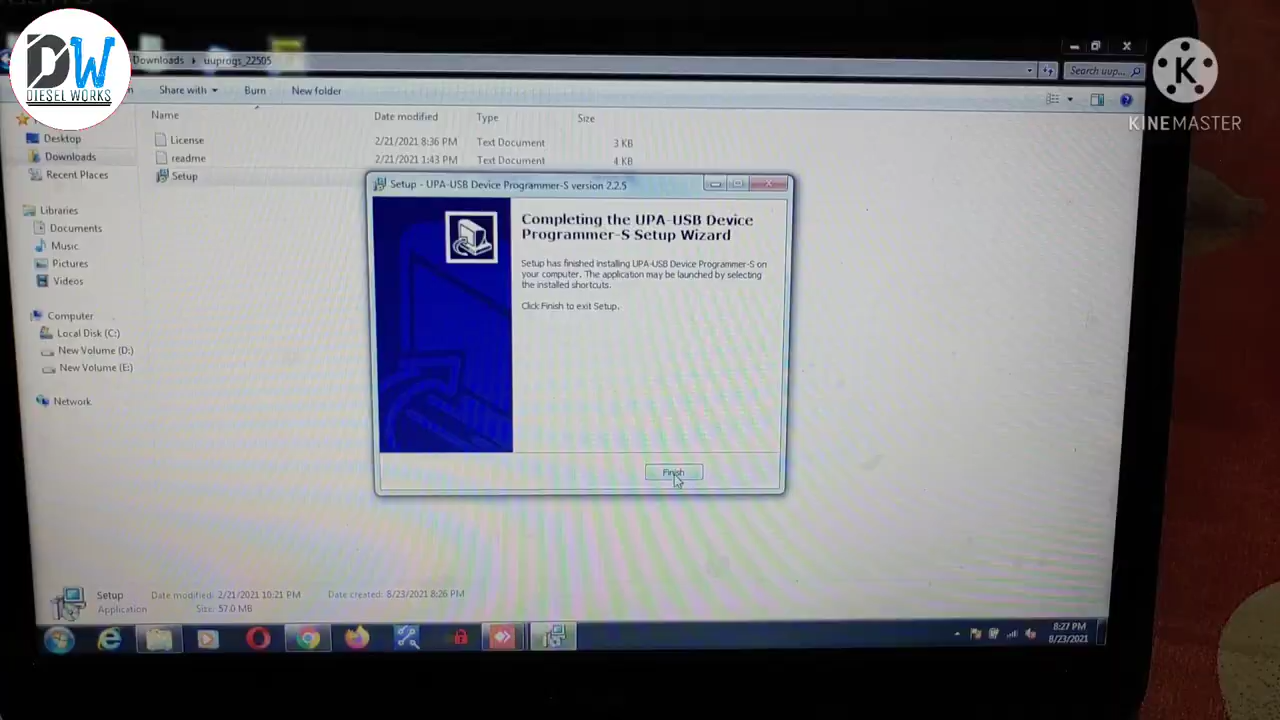 DW
DIESEL WORKS
K
KINEMASTER
Downloads
uuprogs_22505
Search uup...
Share with
Burn
New folder
Name
Date modified
Type
Size
License
2/21/2021 8:36 PM
Text Document
3 KB
readme
2/21/2021 1:43 PM
Text Document
4 KB
Setup
Desktop
Downloads
Recent Places
Libraries
Documents
Music
Pictures
Videos
Computer
Local Disk (C:)
New Volume (D:)
New Volume (E:)
Network
Setup - UPA-USB Device Programmer-S version 2.2.5
Completing the UPA-USB Device
Programmer-S Setup Wizard
Setup has finished installing UPA-USB Device Programmer-S on
your computer. The application may be launched by selecting
the installed shortcuts.
Click Finish to exit Setup.
Finish
Setup
Date modified: 2/21/2021 10:21 PM
Date created: 8/23/2021 8:26 PM
Application
Size: 57.0 MB
8:27 PM
8/23/2021